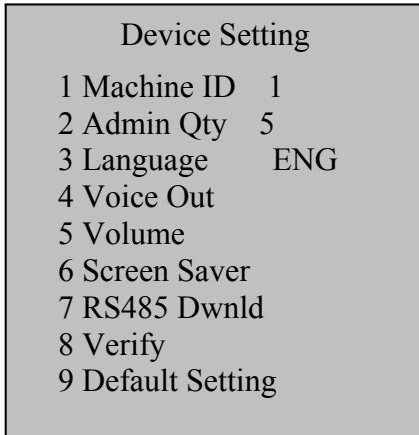 Device Setting
1 Machine ID 1
2 Admin Qty 5
3 Language ENG
4 Voice Out
5 Volume
6 Screen Saver
7 RS485 Dwnld
8 Verify
9 Default Setting